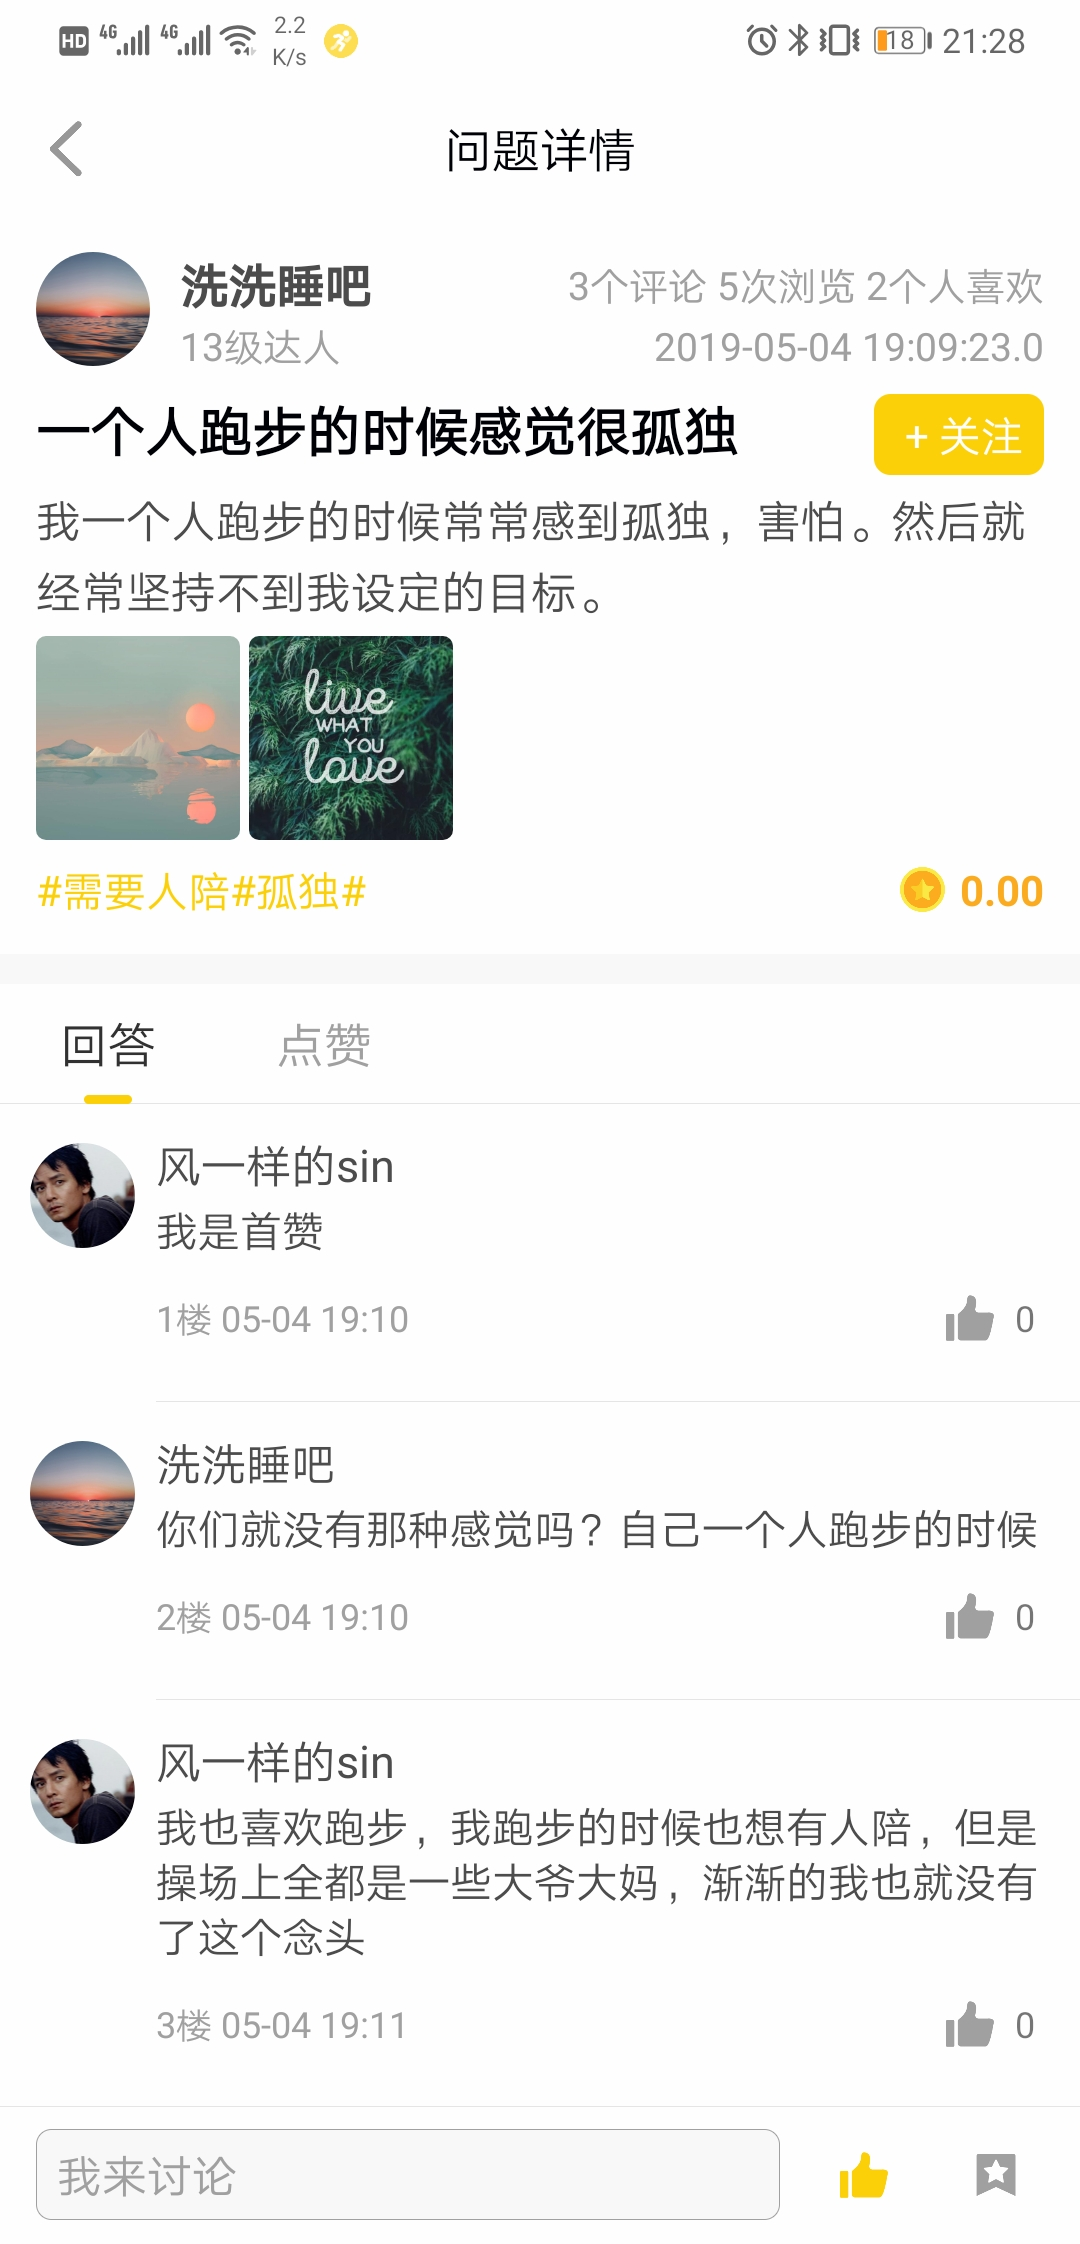 HD 4G 4G 2.2 K/s 18 21:28
问题详情
洗洗睡吧
3个评论 5次浏览 2个人喜欢
13级达人
2019-05-04 19:09:23.0
一个人跑步的时候感觉很孤独
+ 关注
我一个人跑步的时候常常感到孤独，害怕。然后就
经常坚持不到我设定的目标。
live
WHAT
YOU
love
#需要人陪#孤独#
0.00
回答
点赞
风一样的sin
我是首赞
1楼 05-04 19:10
0
洗洗睡吧
你们就没有那种感觉吗？自己一个人跑步的时候
2楼 05-04 19:10
0
风一样的sin
我也喜欢跑步，我跑步的时候也想有人陪，但是
操场上全都是一些大爷大妈，渐渐的我也就没有
了这个念头
3楼 05-04 19:11
0
我来讨论